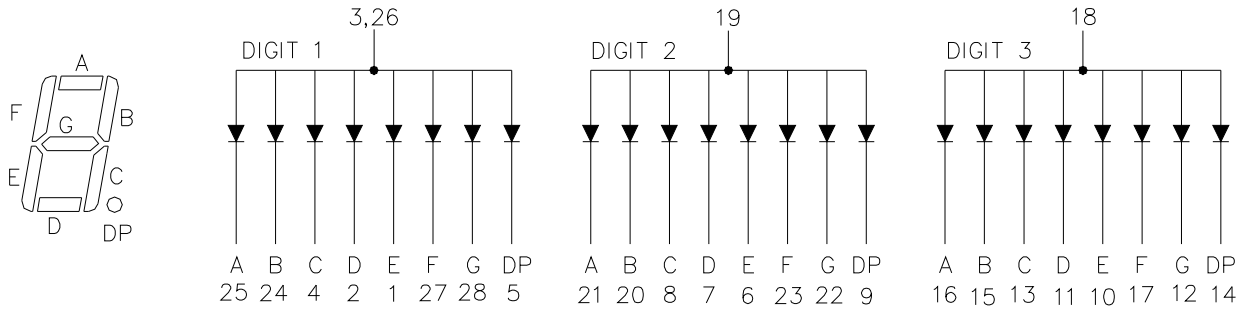 3,26 19 18
DIGIT 1 DIGIT 2 DIGIT 3
A
F B
G
E C
D DP
A B C D E F G DP A B C D E F G DP A B C D E F G DP
25 24 4 2 1 27 28 5 21 20 8 7 6 23 22 9 16 15 13 11 10 17 12 14